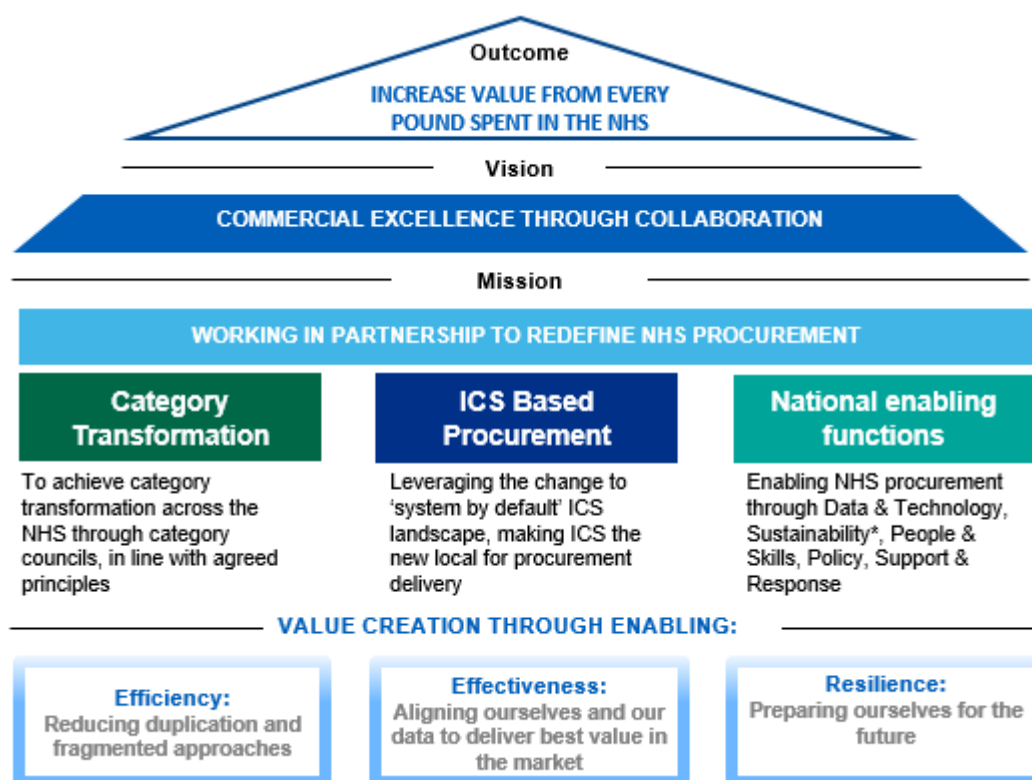 Outcome
INCREASE VALUE FROM EVERY
POUND SPENT IN THE NHS
Vision
COMMERCIAL EXCELLENCE THROUGH COLLABORATION
Mission
WORKING IN PARTNERSHIP TO REDEFINE NHS PROCUREMENT
Category
Transformation
To achieve category
transformation across the
NHS through category
councils, in line with agreed
principles
ICS Based
Procurement
Leveraging the change to
‘system by default’ ICS
landscape, making ICS the
new local for procurement
delivery
National enabling
functions
Enabling NHS procurement
through Data & Technology,
Sustainability*, People &
Skills, Policy, Support &
Response
VALUE CREATION THROUGH ENABLING:
Efficiency:
Reducing duplication and
fragmented approaches
Effectiveness:
Aligning ourselves and our
data to deliver best value in
the market
Resilience:
Preparing ourselves for the
future